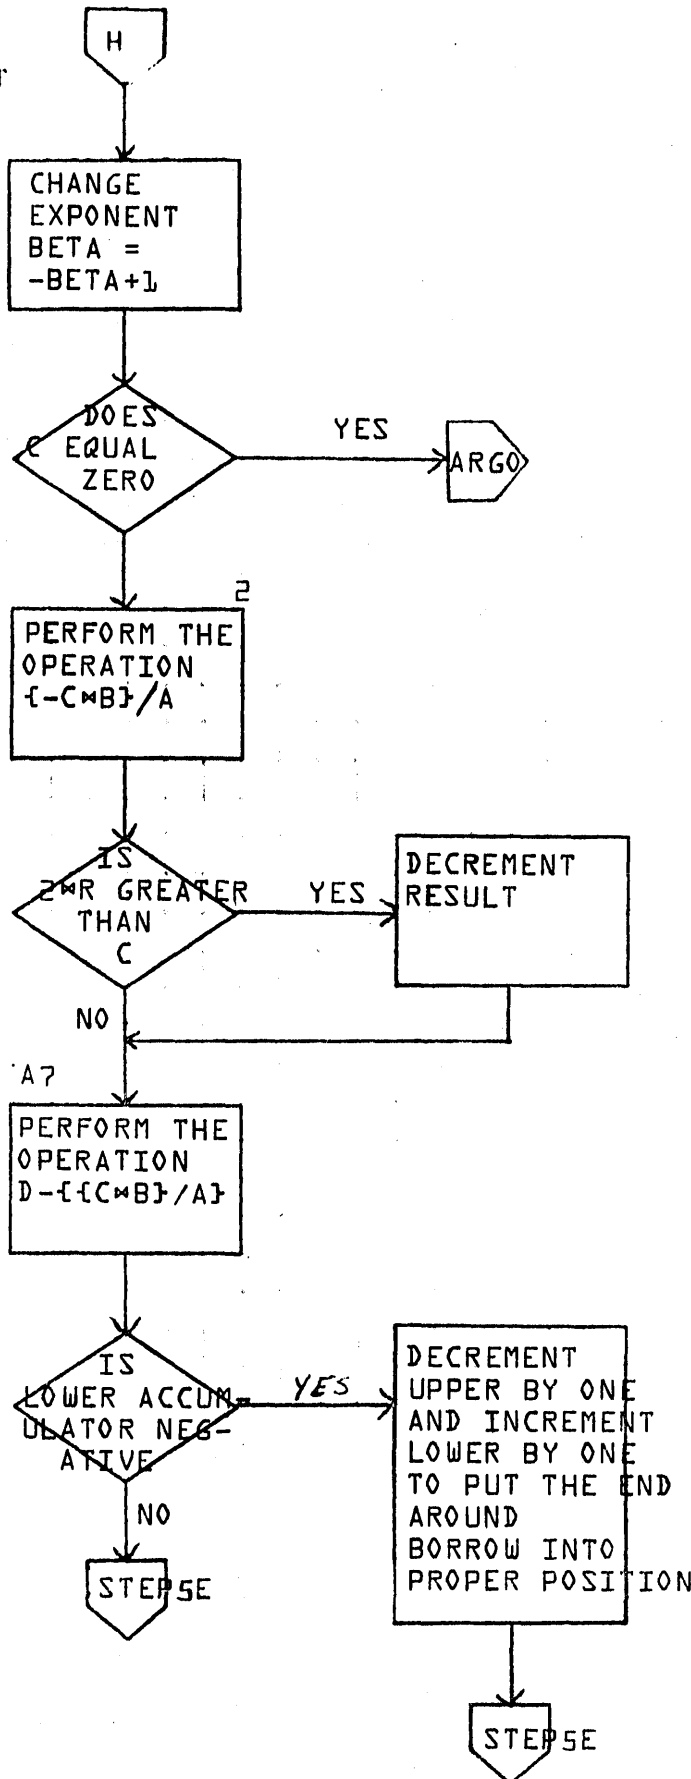 H
CHANGE
EXPONENT
BETA =
-BETA+1
DOES
C EQUAL
ZERO
YES
ARGO
2
PERFORM THE
OPERATION
{-C*B}/A
IS
2*R GREATER
THAN
C
YES
DECREMENT
RESULT
NO
A7
PERFORM THE
OPERATION
D-{{C*B}/A}
IS
LOWER ACCUM-
ULATOR NEG-
ATIVE
YES
DECREMENT
UPPER BY ONE
AND INCREMENT
LOWER BY ONE
TO PUT THE END
AROUND
BORROW INTO
PROPER POSITION
NO
STEP5E
STEP5E